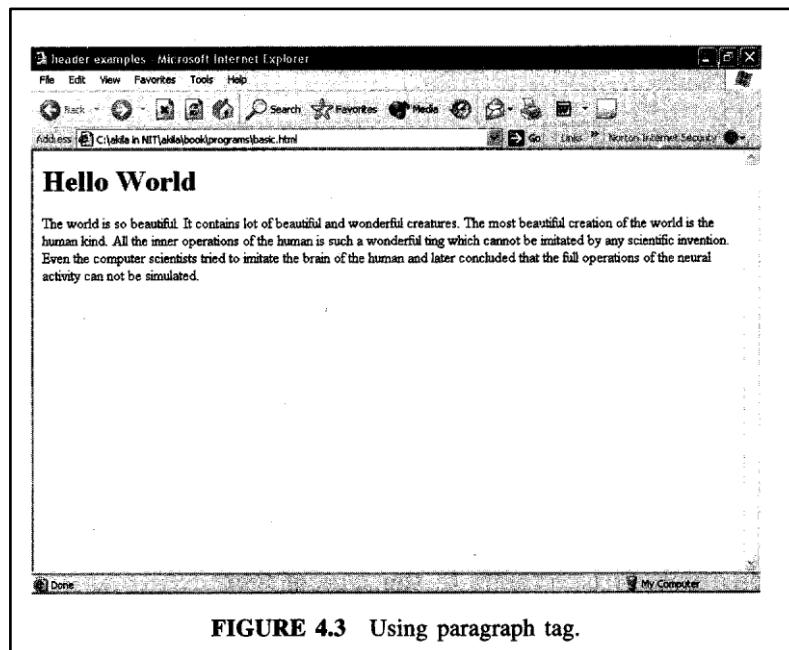 header examples - Microsoft Internet Explorer
File Edit View Favorites Tools Help
Back Search Favorites Media
Address C:\akila in NIT\akila\book\programs\basic.html Go Links » Norton Internet Security
Hello World
The world is so beautiful. It contains lot of beautiful and wonderful creatures. The most beautiful creation of the world is the
human kind. All the inner operations of the human is such a wonderful ting which cannot be imitated by any scientific invention.
Even the computer scientists tried to imitate the brain of the human and later concluded that the full operations of the neural
activity can not be simulated.
Done My Computer
FIGURE 4.3 Using paragraph tag.